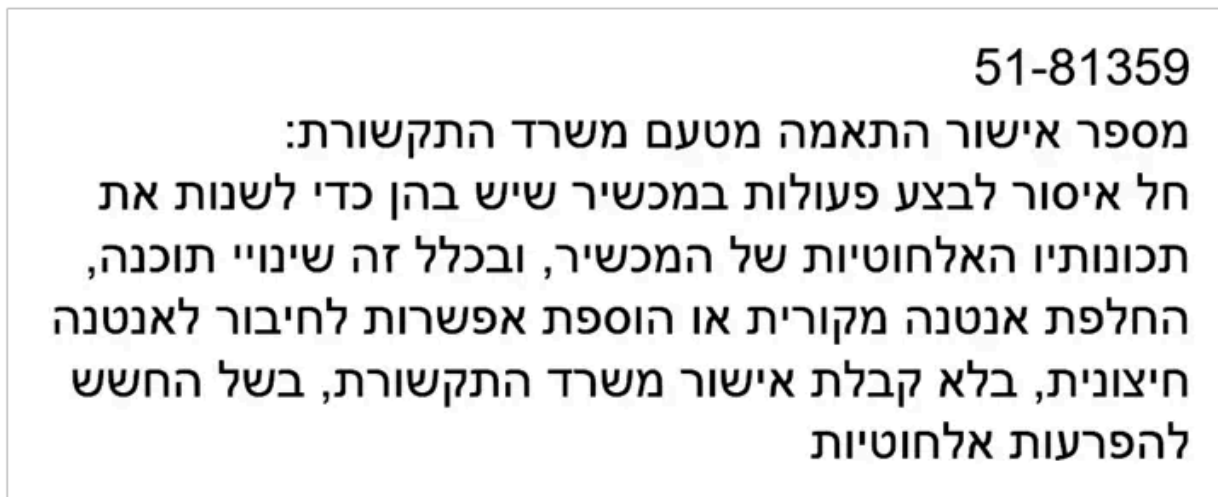 51-81359
מספר אישור התאמה מטעם משרד התקשורת:
חל איסור לבצע פעולות במכשיר שיש בהן כדי לשנות את
תכונותיו האלחוטיות של המכשיר, ובכלל זה שינויי תוכנה,
החלפת אנטנה מקורית או הוספת אפשרות לחיבור לאנטנה
חיצונית, בלא קבלת אישור משרד התקשורת, בשל החשש
להפרעות אלחוטיות